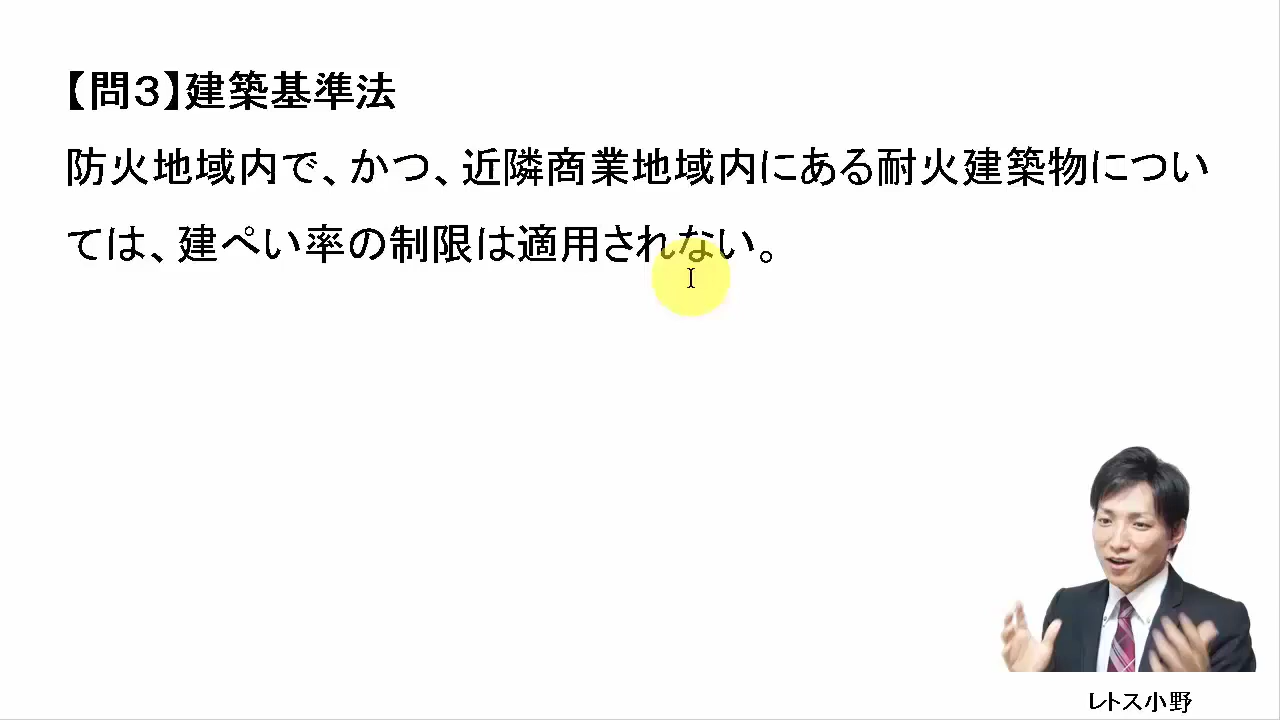 【問3】建築基準法
防火地域内で、かつ、近隣商業地域内にある耐火建築物につい
ては、建ぺい率の制限は適用されない。
レトス小野